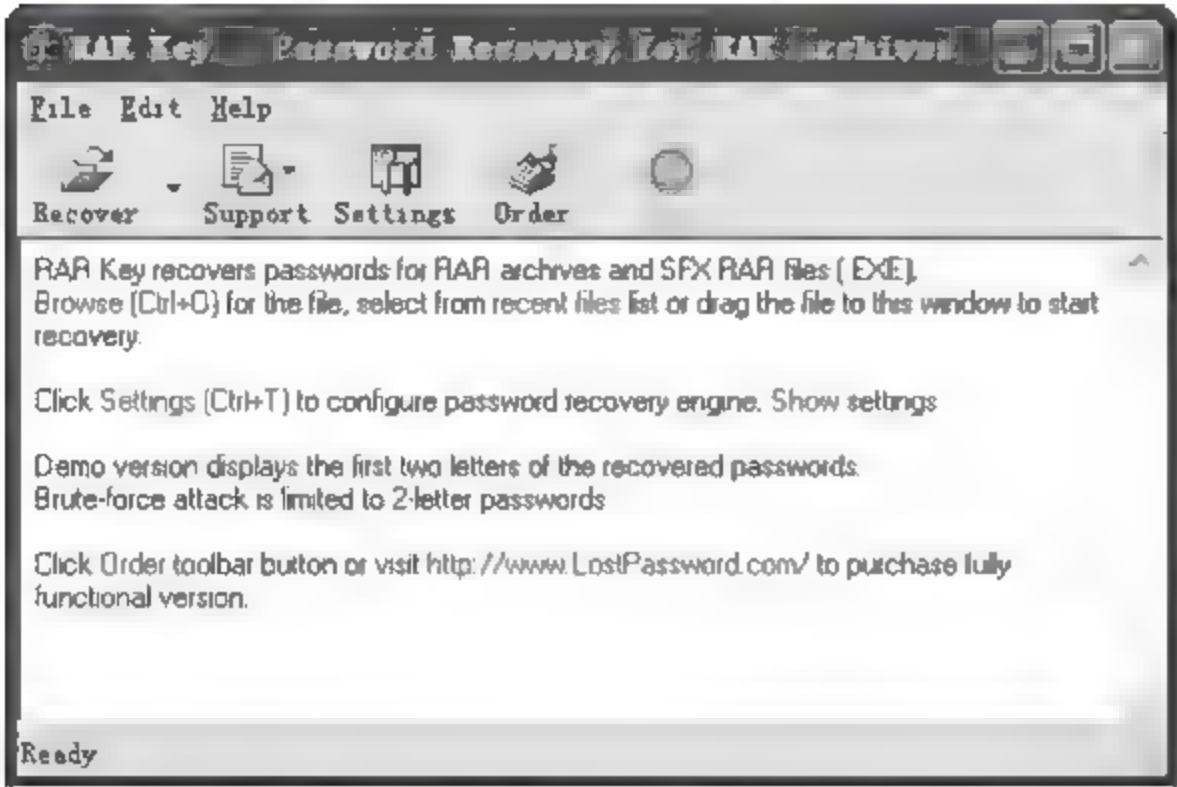 RAR Key Password Recovery for RAR Archives
File Edit Help
Recover Support Settings Order
RAR Key recovers passwords for RAR archives and SFX RAR files ( EXE).
Browse (Ctrl+O) for the file, select from recent files list or drag the file to this window to start
recovery.
Click Settings (Ctrl+T) to configure password recovery engine. Show settings
Demo version displays the first two letters of the recovered passwords.
Brute-force attack is limited to 2-letter passwords
Click Order toolbar button or visit http://www.LostPassword.com/ to purchase fully
functional version.
Ready